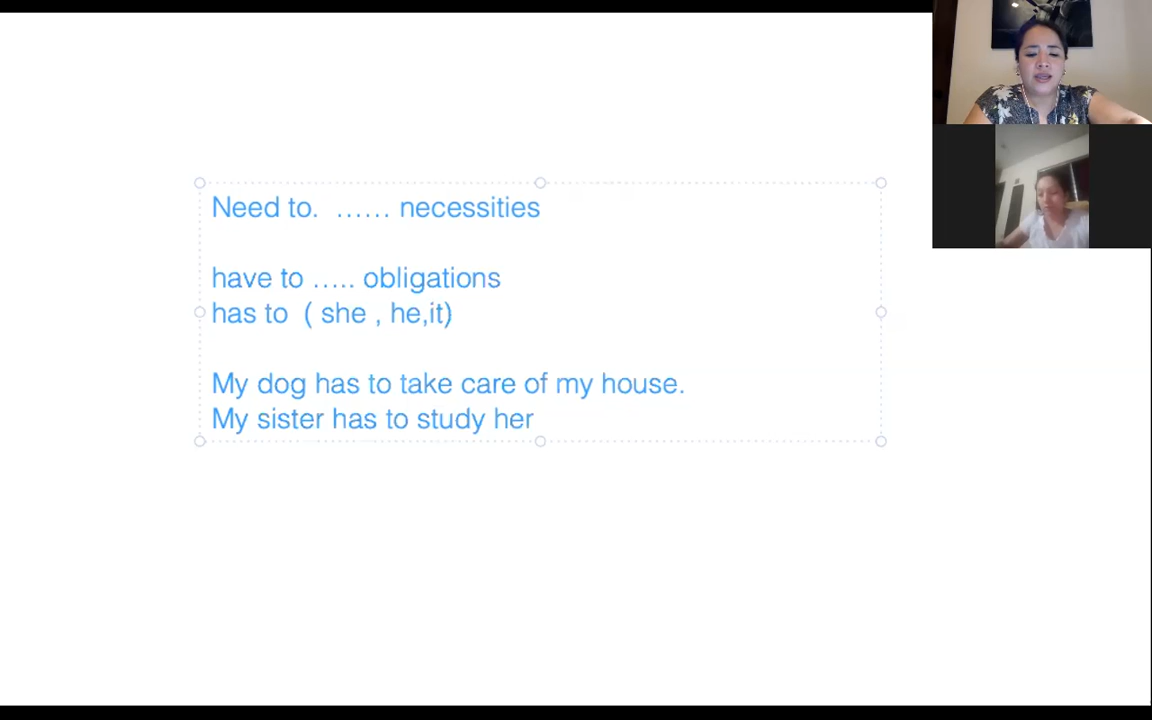 Need to.  …… necessities
have to ….. obligations
has to  ( she , he,it)
My dog has to take care of my house.
My sister has to study her